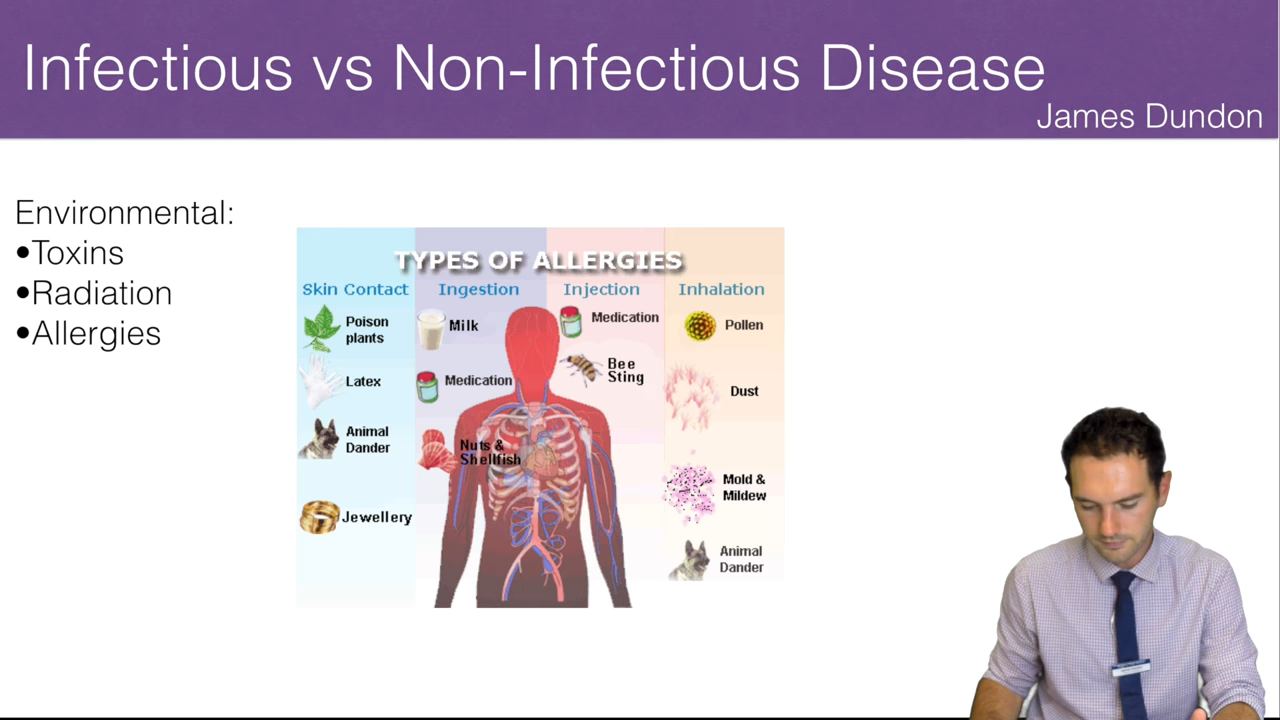 Infectious vs Non-Infectious Disease
James Dundon
Environmental:
•Toxins
•Radiation
•Allergies
TYPES OF ALLERGIES
Skin Contact
Poison
plants
Latex
Animal
Dander
Jewellery
Ingestion
Milk
Medication
Nuts &
Shellfish
Injection
Medication
Bee
Sting
Inhalation
Pollen
Dust
Mold &
Mildew
Animal
Dander